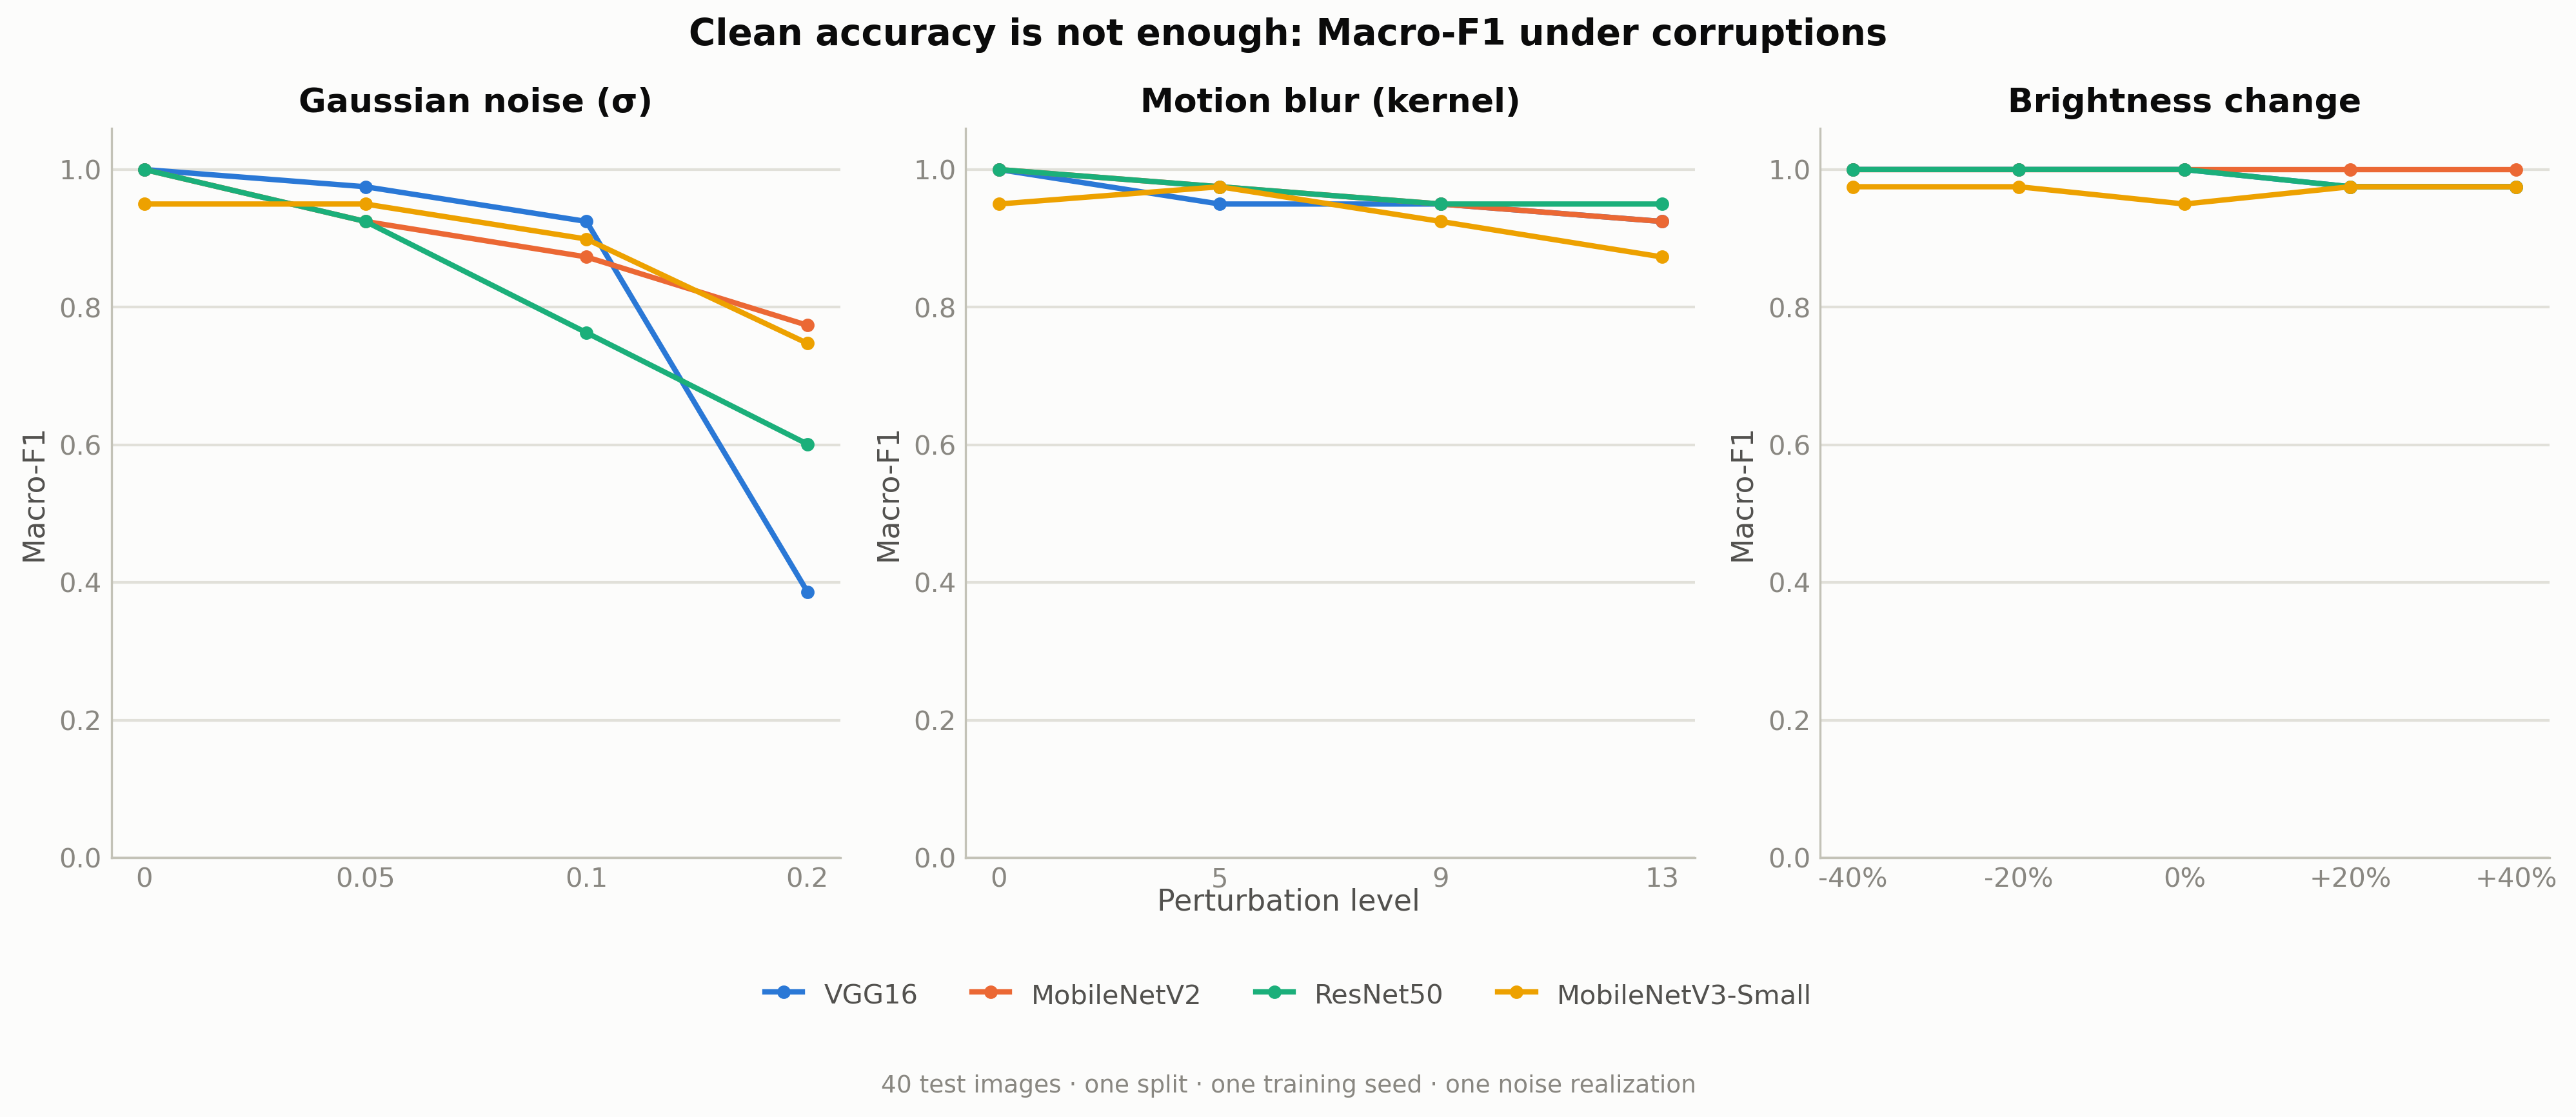 Clean accuracy is not enough: Macro-F1 under corruptions
Gaussian noise (σ)
Macro-F1
1.0
0.8
0.6
0.4
0.2
0.0
0 0.05 0.1 0.2
Motion blur (kernel)
Macro-F1
1.0
0.8
0.6
0.4
0.2
0.0
0 5 9 13
Brightness change
Macro-F1
1.0
0.8
0.6
0.4
0.2
0.0
-40% -20% 0% +20% +40%
Perturbation level
VGG16 MobileNetV2 ResNet50 MobileNetV3-Small
40 test images · one split · one training seed · one noise realization